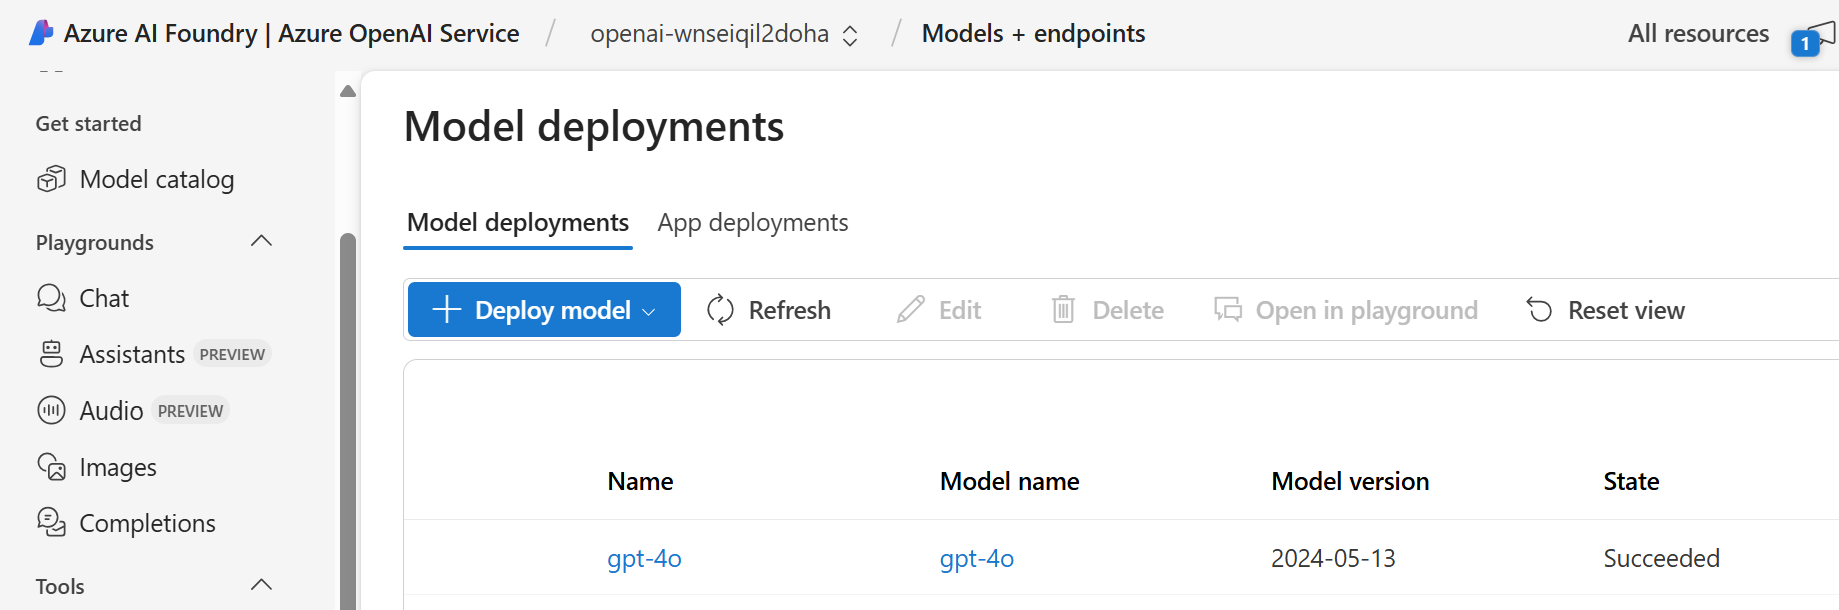 Azure AI Foundry | Azure OpenAI Service / openai-wnseiqil2doha / Models + endpoints
All resources
1
Get started
Model catalog
Playgrounds
Chat
Assistants PREVIEW
Audio PREVIEW
Images
Completions
Tools
Model deployments
Model deployments App deployments
+ Deploy model Refresh Edit Delete Open in playground Reset view
Name Model name Model version State
gpt-4o gpt-4o 2024-05-13 Succeeded